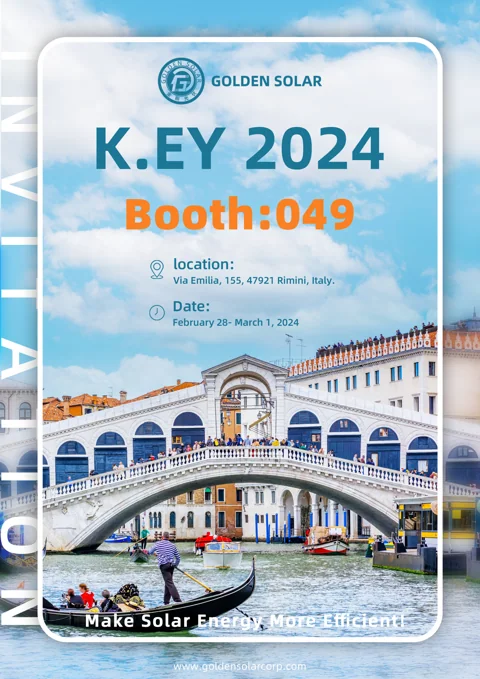 GOLDEN SOLAR
K.EY 2024
Booth:049
location:
Via Emilia, 155, 47921 Rimini, Italy.
Date:
February 28- March 1, 2024
INVITAION
Make Solar Energy More Efficient!
www.goldensolarcorp.com